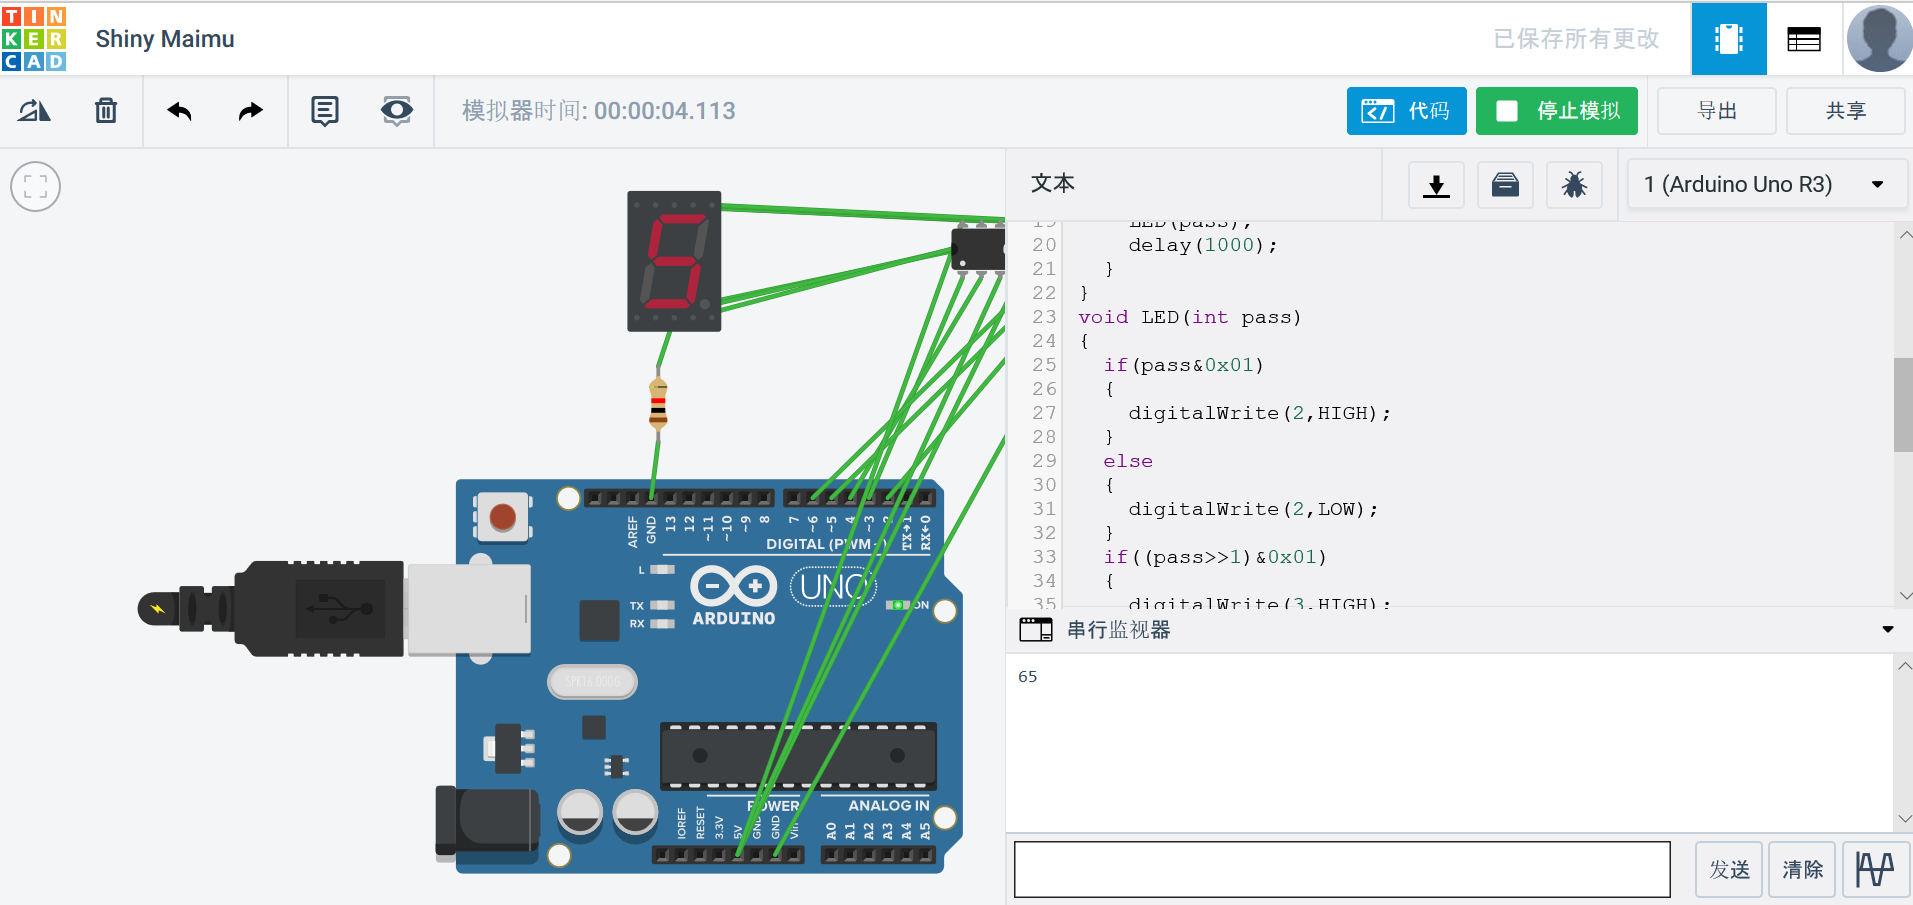 TIN
KER
CAD
Shiny Maimu
已保存所有更改
模拟器时间: 00:00:04.113
代码
停止模拟
导出
共享
文本
1 (Arduino Uno R3)
19 LED(pass);
20 delay(1000);
21 }
22 }
23 void LED(int pass)
24 {
25 if(pass&0x01)
26 {
27 digitalWrite(2,HIGH);
28 }
29 else
30 {
31 digitalWrite(2,LOW);
32 }
33 if((pass>>1)&0x01)
34 {
35 digitalWrite(3,HIGH);
串行监视器
65
发送
清除
5
AREF
GND
13
12
~11
~10
~9
8
7
~6
~5
4
~3
2
TX→1
RX←0
DIGITAL (PWM~)
L
TX
RX
ARDUINO
UNO
ON
SPK16.000G
POWER
ANALOG IN
IOREF
RESET
3.3V
5V
GND
GND
Vin
A0
A1
A2
A3
A4
A5